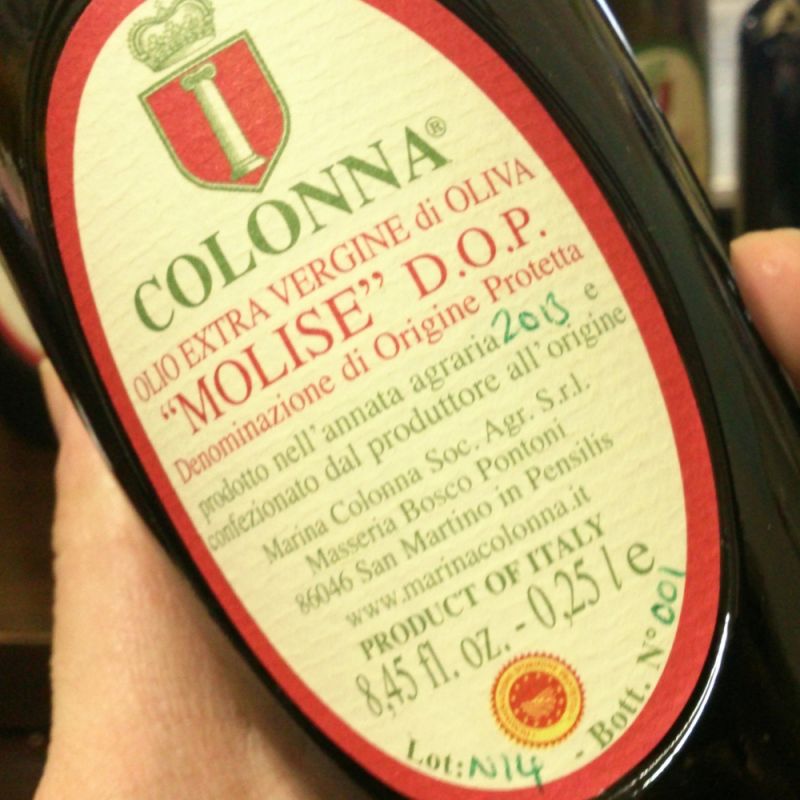 COLONNA®
OLIO EXTRA VERGINE di OLIVA
“MOLISE” D.O.P.
Denominazione di Origine Protetta
prodotto nell’annata agraria 2013 e
confezionato dal produttore all’origine
Marina Colonna Soc. Agr. S.r.l.
Masseria Bosco Pontoni
86046 San Martino in Pensilis
www.marinacolonna.it
PRODUCT OF ITALY
8,45 fl. oz. - 0,25 l e
Lot: N14 - Bott. N° 001